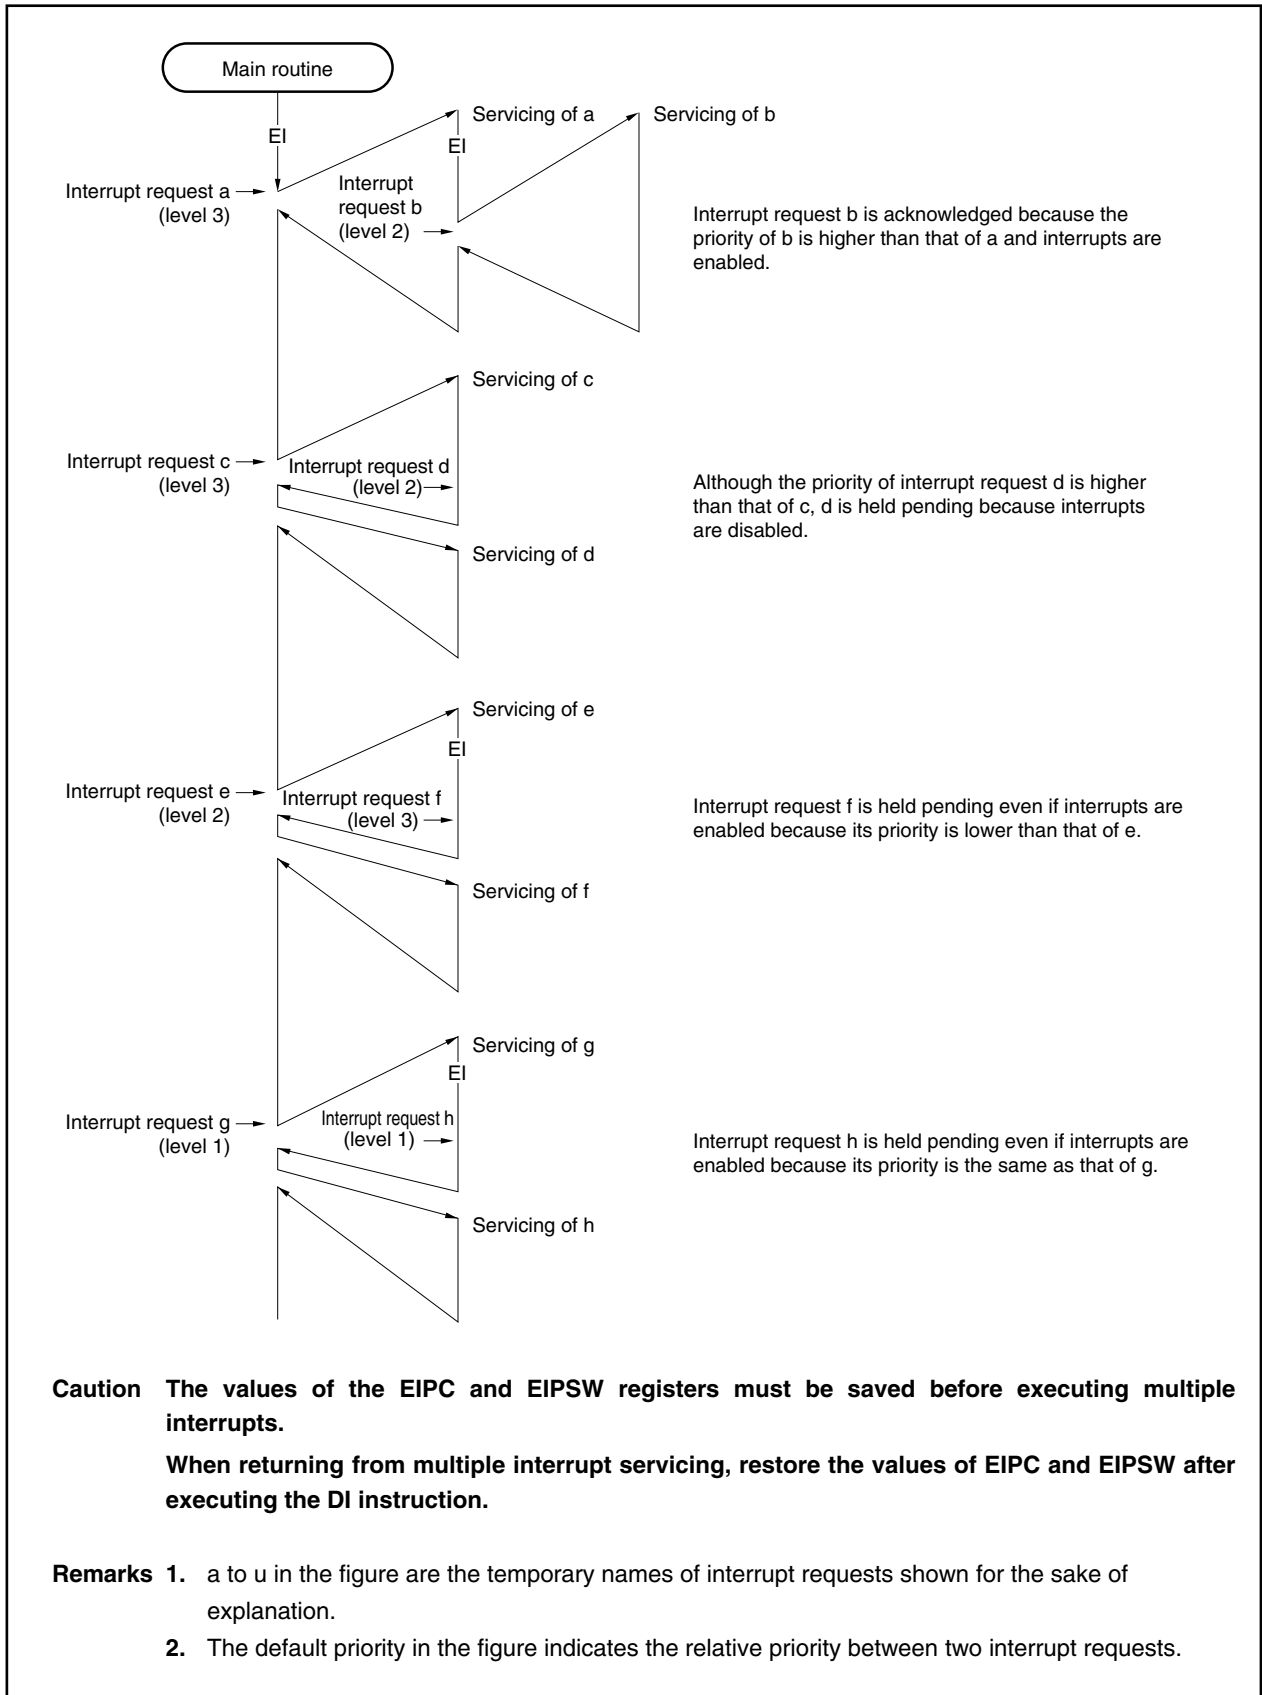 Main routine
EI
Servicing of a
Servicing of b
EI
Interrupt request a
(level 3)
Interrupt
request b
(level 2)
Interrupt request b is acknowledged because the
priority of b is higher than that of a and interrupts are
enabled.
Servicing of c
Interrupt request c
(level 3)
Interrupt request d
(level 2)
Although the priority of interrupt request d is higher
than that of c, d is held pending because interrupts
are disabled.
Servicing of d
Servicing of e
EI
Interrupt request e
(level 2)
Interrupt request f
(level 3)
Interrupt request f is held pending even if interrupts are
enabled because its priority is lower than that of e.
Servicing of f
Servicing of g
EI
Interrupt request g
(level 1)
Interrupt request h
(level 1)
Interrupt request h is held pending even if interrupts are
enabled because its priority is the same as that of g.
Servicing of h
Caution The values of the EIPC and EIPSW registers must be saved before executing multiple
interrupts.
When returning from multiple interrupt servicing, restore the values of EIPC and EIPSW after
executing the DI instruction.
Remarks 1. a to u in the figure are the temporary names of interrupt requests shown for the sake of
explanation.
2. The default priority in the figure indicates the relative priority between two interrupt requests.